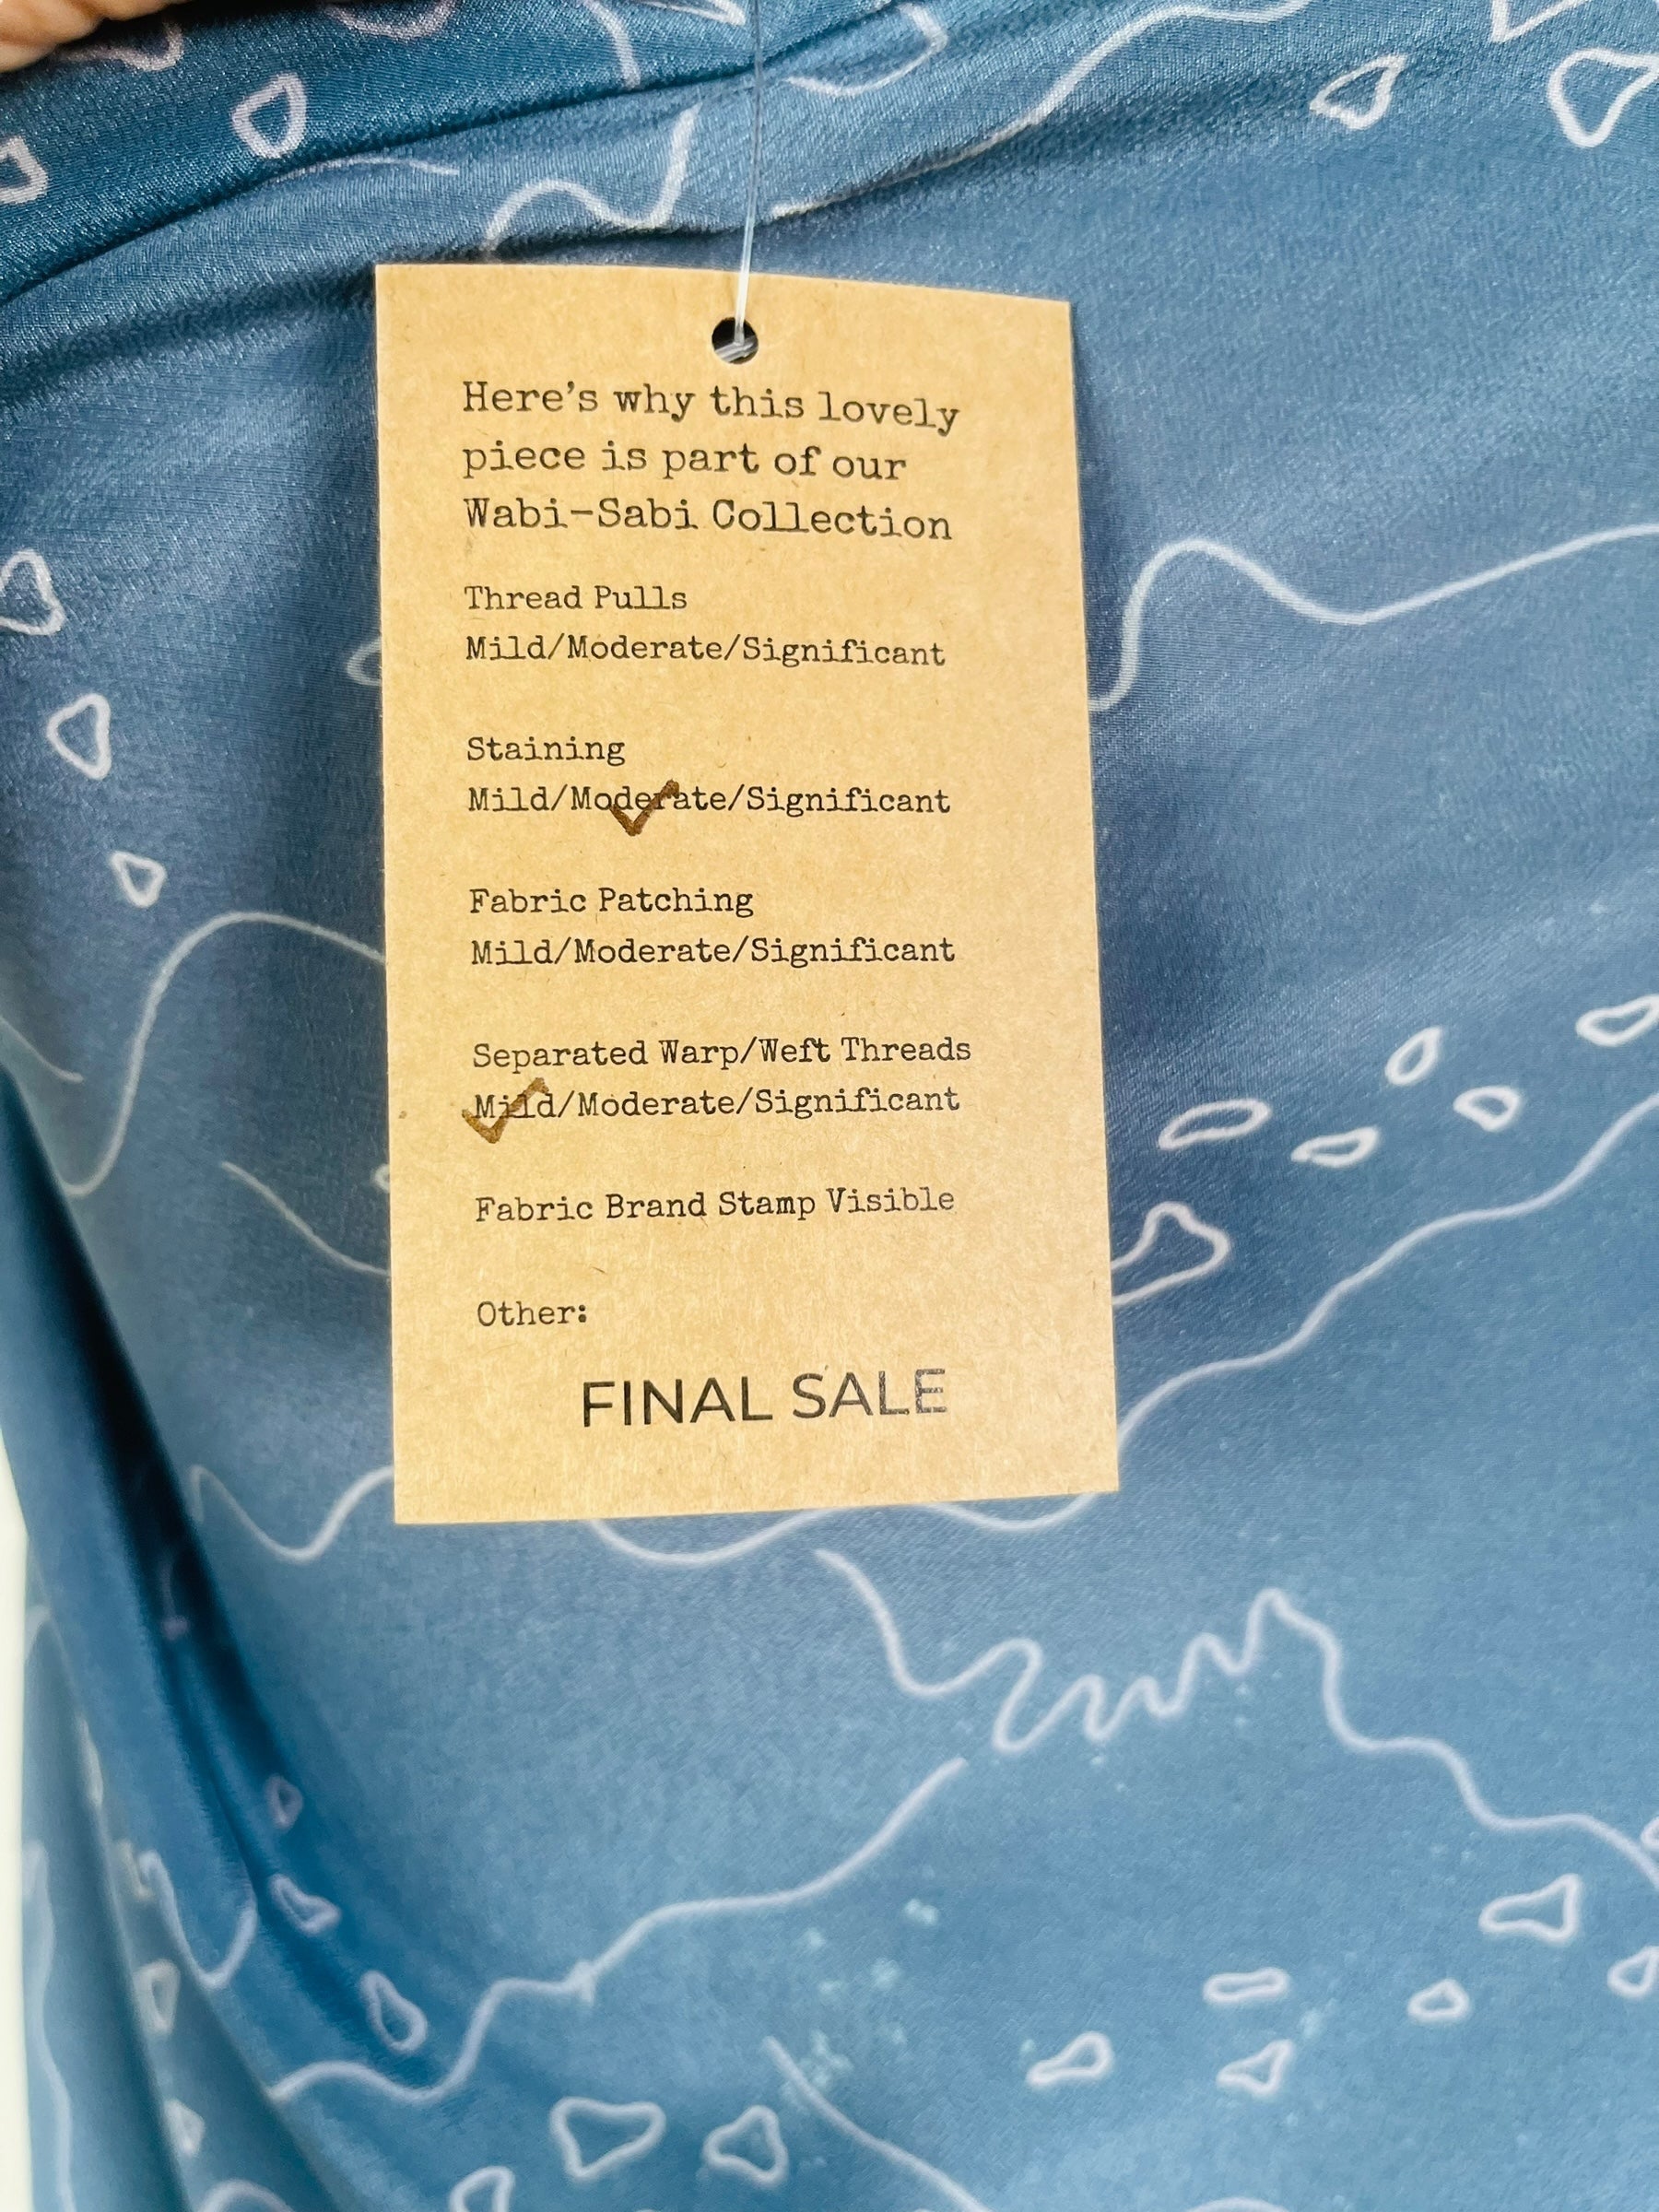 Here's why this lovely
piece is part of our
Wabi-Sabi Collection
Thread Pulls
Mild/Moderate/Significant
Staining
Mild/Moderate/Significant
Fabric Patching
Mild/Moderate/Significant
Separated Warp/Weft Threads
Mild/Moderate/Significant
Fabric Brand Stamp Visible
Other:
FINAL SALE